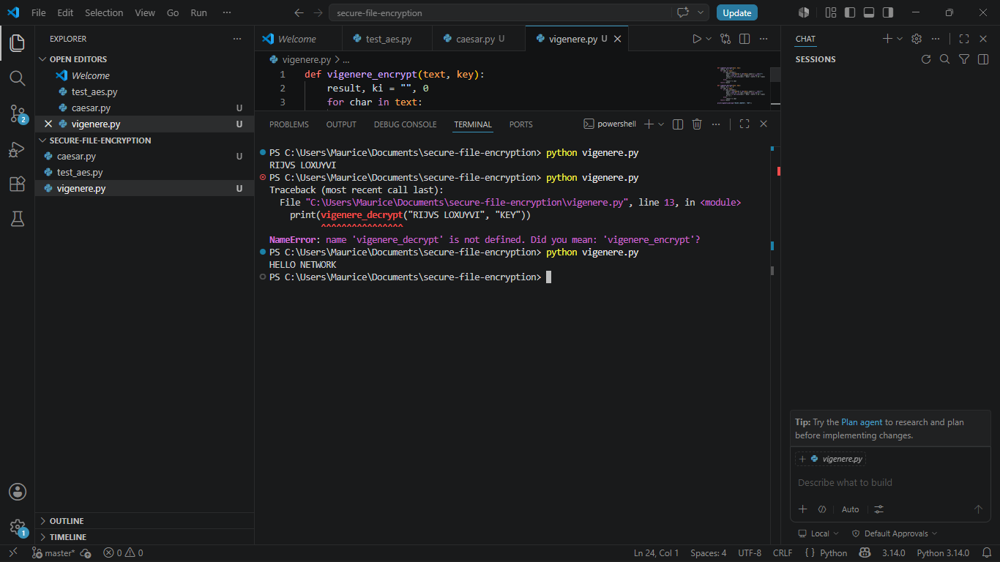 File Edit Selection View Go Run ··· secure-file-encryption Update
EXPLORER ···
OPEN EDITORS
Welcome
test_aes.py
caesar.py U
vigenere.py U
SECURE-FILE-ENCRYPTION
caesar.py U
test_aes.py
vigenere.py U
OUTLINE
TIMELINE
2
1
Welcome test_aes.py caesar.py U vigenere.py U
vigenere.py > ...
1 def vigenere_encrypt(text, key):
2 result, ki = "", 0
3 for char in text:
PROBLEMS OUTPUT DEBUG CONSOLE TERMINAL PORTS powershell
PS C:\Users\Maurice\Documents\secure-file-encryption> python vigenere.py
RIJVS LOXUYVI
PS C:\Users\Maurice\Documents\secure-file-encryption> python vigenere.py
Traceback (most recent call last):
File "C:\Users\Maurice\Documents\secure-file-encryption\vigenere.py", line 13, in <module>
print(vigenere_decrypt("RIJVS LOXUYVI", "KEY"))
^^^^^^^^^^^^^^^^
NameError: name 'vigenere_decrypt' is not defined. Did you mean: 'vigenere_encrypt'?
PS C:\Users\Maurice\Documents\secure-file-encryption> python vigenere.py
HELLO NETWORK
PS C:\Users\Maurice\Documents\secure-file-encryption>
CHAT
SESSIONS
Tip: Try the Plan agent to research and plan
before implementing changes.
vigenere.py
Describe what to build
Auto
Local Default Approvals
master* 0 0 Ln 24, Col 1 Spaces: 4 UTF-8 CRLF { } Python 3.14.0 Python 3.14.0